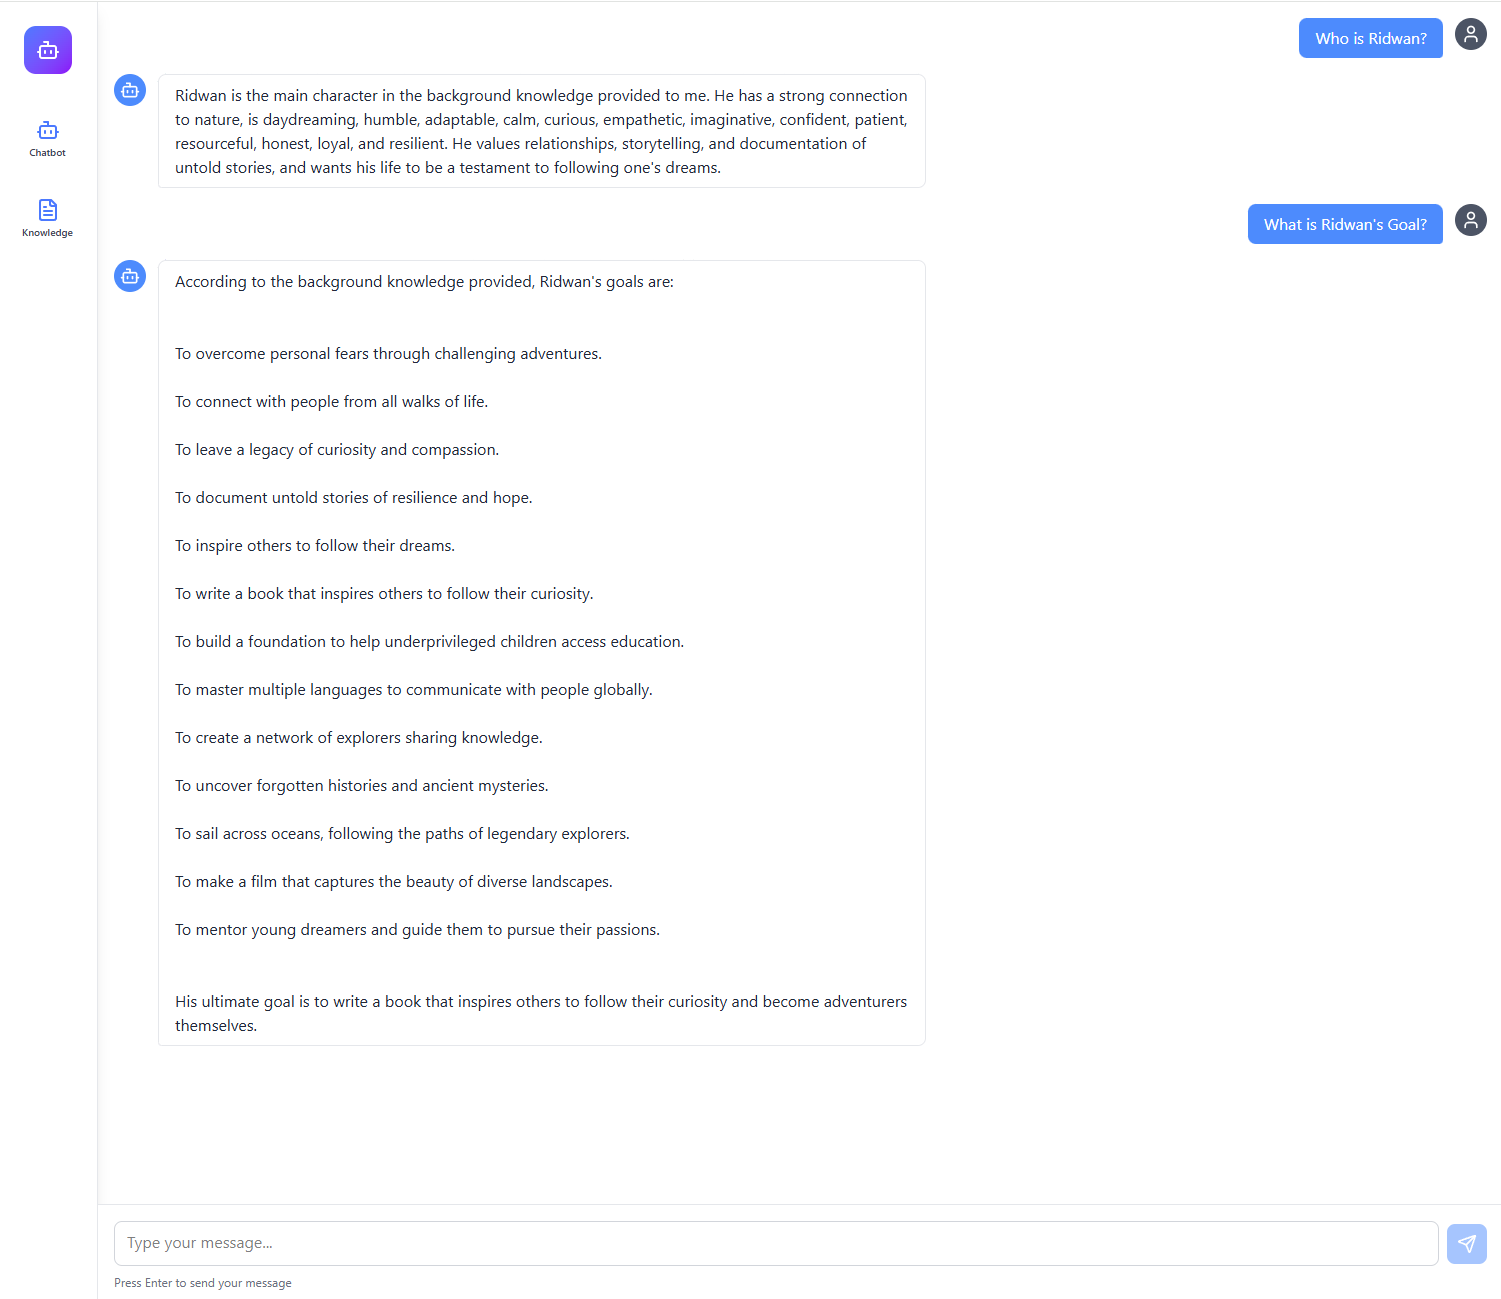 Who is Ridwan?
Ridwan is the main character in the background knowledge provided to me. He has a strong connection
to nature, is daydreaming, humble, adaptable, calm, curious, empathetic, imaginative, confident, patient,
resourceful, honest, loyal, and resilient. He values relationships, storytelling, and documentation of
untold stories, and wants his life to be a testament to following one's dreams.
Chatbot
Knowledge
What is Ridwan's Goal?
According to the background knowledge provided, Ridwan's goals are:
To overcome personal fears through challenging adventures.
To connect with people from all walks of life.
To leave a legacy of curiosity and compassion.
To document untold stories of resilience and hope.
To inspire others to follow their dreams.
To write a book that inspires others to follow their curiosity.
To build a foundation to help underprivileged children access education.
To master multiple languages to communicate with people globally.
To create a network of explorers sharing knowledge.
To uncover forgotten histories and ancient mysteries.
To sail across oceans, following the paths of legendary explorers.
To make a film that captures the beauty of diverse landscapes.
To mentor young dreamers and guide them to pursue their passions.
His ultimate goal is to write a book that inspires others to follow their curiosity and become adventurers
themselves.
Type your message...
Press Enter to send your message